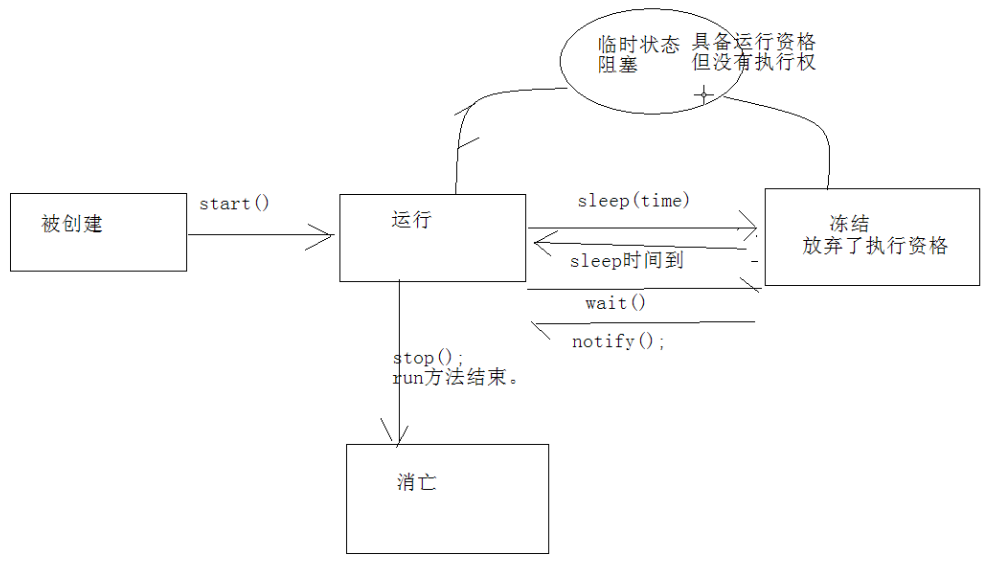 临时状态 具备运行资格
阻塞 但没有执行权
被创建
start()
运行
sleep(time)
冻结
放弃了执行资格
sleep时间到
wait()
notify();
stop();
run方法结束。
消亡